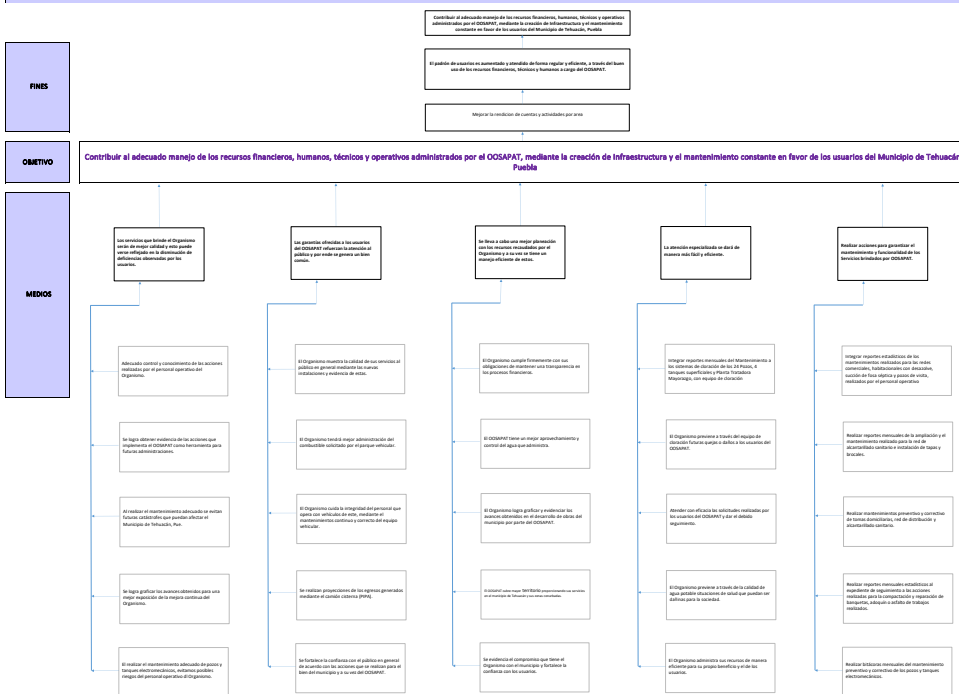 Contribuir al adecuado manejo de los recursos financieros, humanos, técnicos y operativos
administrados por el OOSAPAT, mediante la creación de Infraestructura y el mantenimiento
constante en favor de los usuarios del Municipio de Tehuacán, Puebla
El padrón de usuarios es aumentado y atendido de forma regular y eficiente, a través del buen
uso de los recursos financieros, técnicos y humanos a cargo del OOSAPAT.
FINES
Mejorar la rendicion de cuentas y actividades por area
OBJETIVO
Contribuir al adecuado manejo de los recursos financieros, humanos, técnicos y operativos administrados por el OOSAPAT, mediante la creación de Infraestructura y el mantenimiento constante en favor de los usuarios del Municipio de Tehuacán
Puebla
MEDIOS
Los servicios que brinde el Organismo
serán de mejor calidad y esto puede
verse reflejado en la disminución de
deficiencias observadas por los
usuarios.
Las garantías ofrecidas a los usuarios
del OOSAPAT refuerzan la atención al
público y por ende se genera un bien
común.
Se lleva a cabo una mejor planeación
con los recursos recaudados por el
Organismo y a su vez se tiene un
manejo eficiente de estos.
La atención especializada se dará de
manera más fácil y eficiente.
Realizar acciones para garantizar el
mantenimiento y funcionalidad de los
Servicios brindados por OOSAPAT.
Adecuado control y conocimiento de las acciones
realizadas por el personal operativo del
Organismo.
El Organismo muestra la calidad de sus servicios al
público en general mediante las nuevas
instalaciones y evidencia de estas.
El Organismo cumple firmemente con sus
obligaciones de mantener una transparencia en
los procesos financieros.
Integrar reportes mensuales del Mantenimiento a
los sistemas de cloración de los 24 Pozos, 4
tanques superficiales y Planta Tratadora
Mayorazgo, con equipo de cloración
Integrar reportes estadísticos de los
mantenimientos realizados para las redes
comerciales, habitacionales con desazolve,
succión de fosa séptica y pozos de visita,
realizados por el personal operativo
Se logra obtener evidencia de las acciones que
implementa el OOSAPAT como herramienta para
futuras administraciones.
El Organismo tendrá mejor administración del
combustible solicitado por el parque vehicular.
El OOSAPAT tiene un mejor aprovechamiento y
control del agua que administra.
El Organismo previene a través del equipo de
cloración futuras quejas o daños a los usuarios del
OOSAPAT.
Realizar reportes mensuales de la ampliación y el
mantenimiento realizado para la red de
alcantarillado sanitario e instalación de tapas y
brocales.
Al realizar el mantenimiento adecuado se evitan
futuras catástrofes que puedan afectar el
Municipio de Tehuacán, Pue.
El Organismo cuida la integridad del personal que
opera con vehículos de este, mediante el
mantenimientos continuo y correcto del equipo
vehicular.
El Organismo logra graficar y evidenciar los
avances obtenidos en el desarrollo de obras del
municipio por parte del OOSAPAT.
Atender con eficacia las solicitudes realizadas por
los usuarios del OOSAPAT y dar el debido
seguimiento.
Realizar mantenimientos preventivo y correctivo
de tomas domiciliarias, red de distribución y
alcantarillado sanitario.
Se logra graficar los avances obtenidos para una
mejor exposición de la mejora continua del
Organismo.
Se realizan proyecciones de los egresos generados
mediante el camión cisterna (PIPA).
El OOSAPAT cubre mayor territorio proporcionando sus servicios
en el municipio de Tehuacán y sus zonas conurbadas.
El Organismo previene a través de la calidad de
agua potable situaciones de salud que puedan ser
dañinas para la sociedad.
Realizar reportes mensuales estadísticos al
expediente de seguimiento a las acciones
realizadas para la compactación y reparación de
banquetas, adoquín o asfalto de trabajos
realizados.
El realizar el mantenimiento adecuado de pozos y
tanques electromecánicos, evitamos posibles
riesgos del personal operativo dl Organismo.
Se fortalece la confianza con el público en general
de acuerdo con las acciones que se realizan para el
bien del municipio y a su vez del OOSAPAT.
Se evidencia el compromiso que tiene el
Organismo con el municipio y fortalece la
confianza con los usuarios.
El Organismo administra sus recursos de manera
eficiente para su propio beneficio y el de los
usuarios.
Realizar bitácoras mensuales del mantenimiento
preventivo y correctivo de los pozos y tanques
electromecánicos.